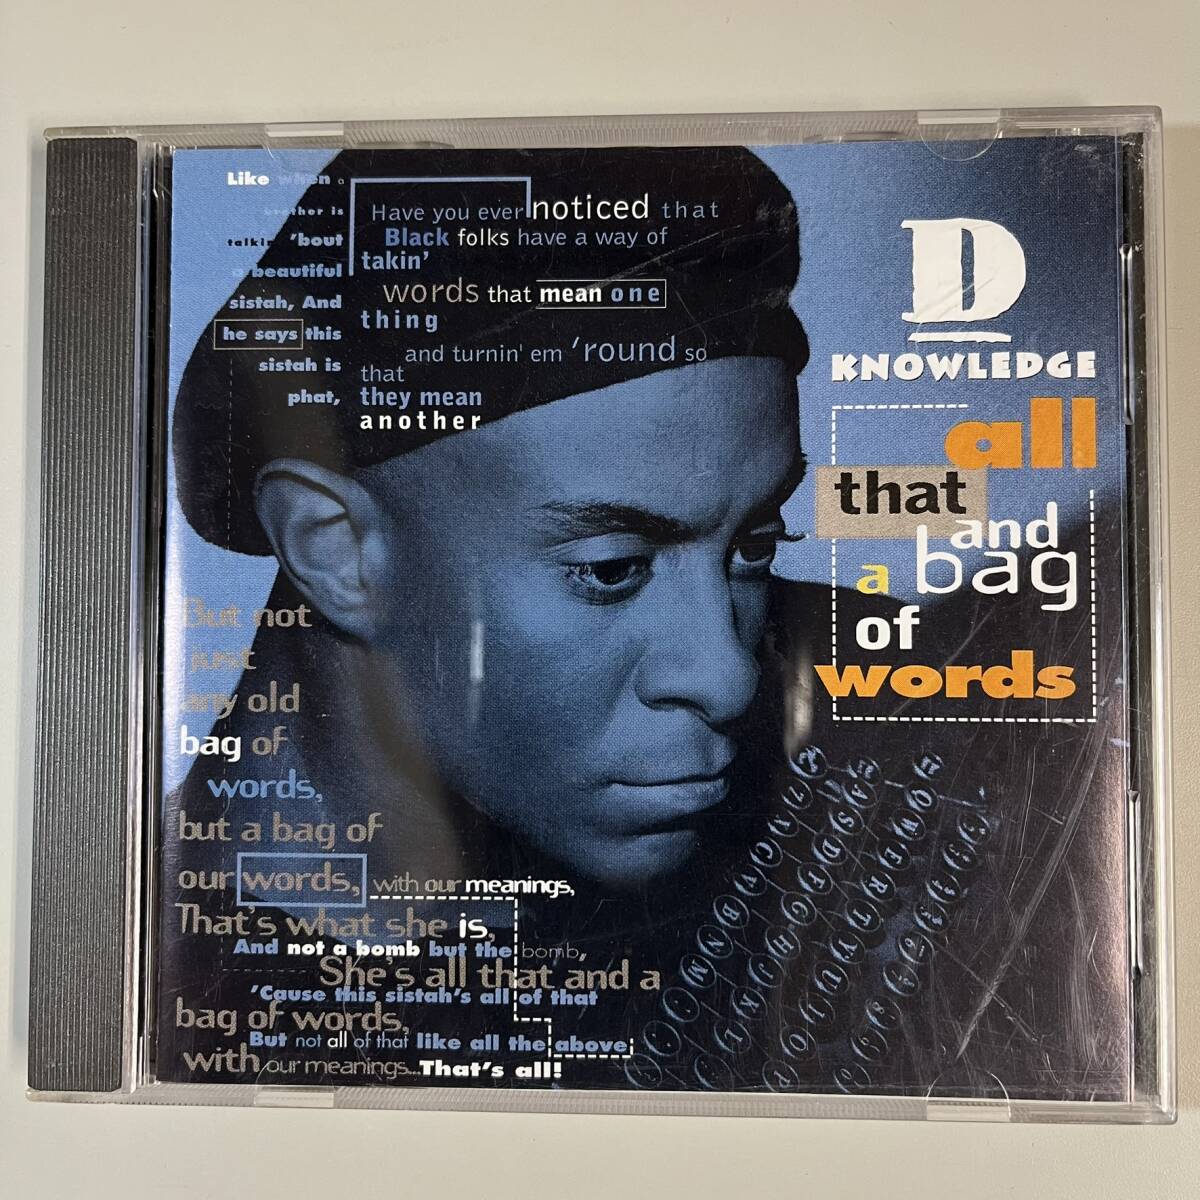 Like when a
brother is
talkin' 'bout
a beautiful
sistah, And
he says this
sistah is
phat,
Have you ever noticed that
Black folks have a way of
takin'
words that mean one
thing
and turnin' em 'round so
that
they mean
another
D
KNOWLEDGE
all
that
and
a bag
of
words
But not
just
any old
bag of
words,
but a bag of
our words, with our meanings,
That's what she is,
And not a bomb but the bomb,
She's all that and a
'Cause this sistah's all of that
bag of words,
But not all of that like all the above;
with our meanings...That's all!